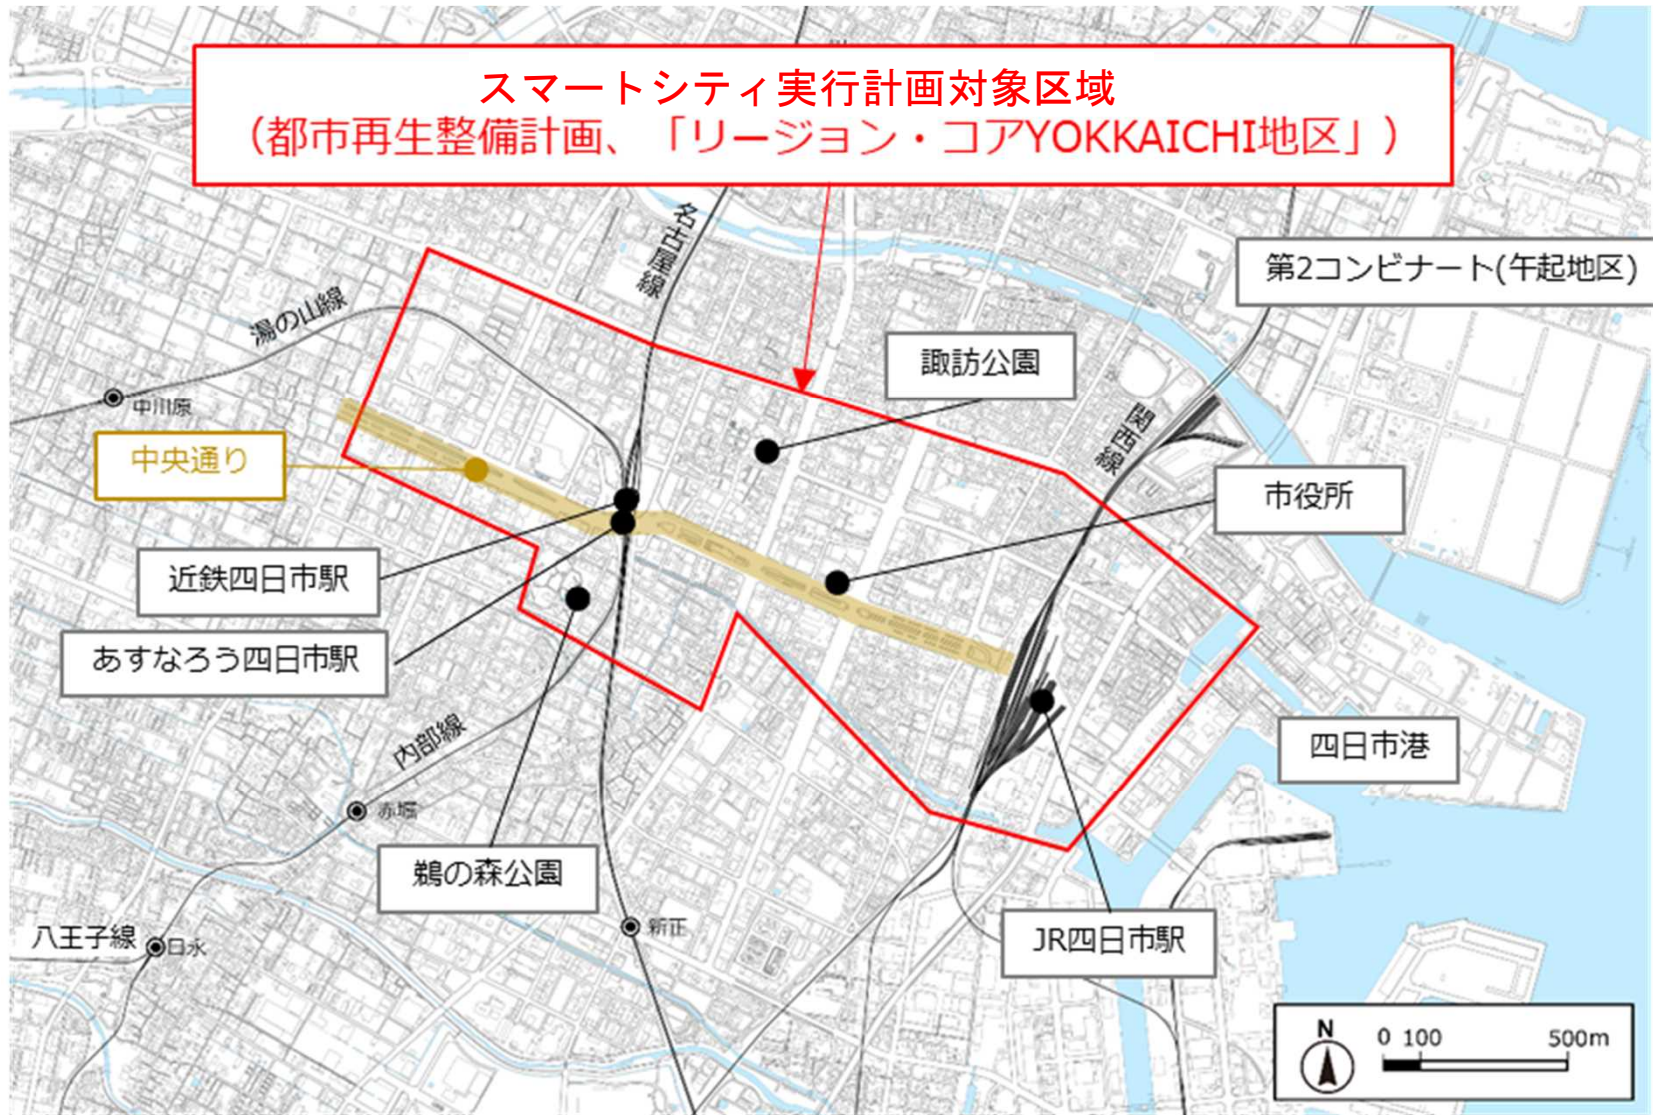 スマートシティ実行計画対象区域
（都市再生整備計画、「リージョン・コアYOKKAICHI地区」）
名古屋線
第2コンビナート(午起地区)
湯の山線
諏訪公園
中川原
関西線
中央通り
市役所
近鉄四日市駅
あすなろう四日市駅
四日市港
内部線
赤堀
鵜の森公園
新正
JR四日市駅
八王子線
日永
N
0 100 500m